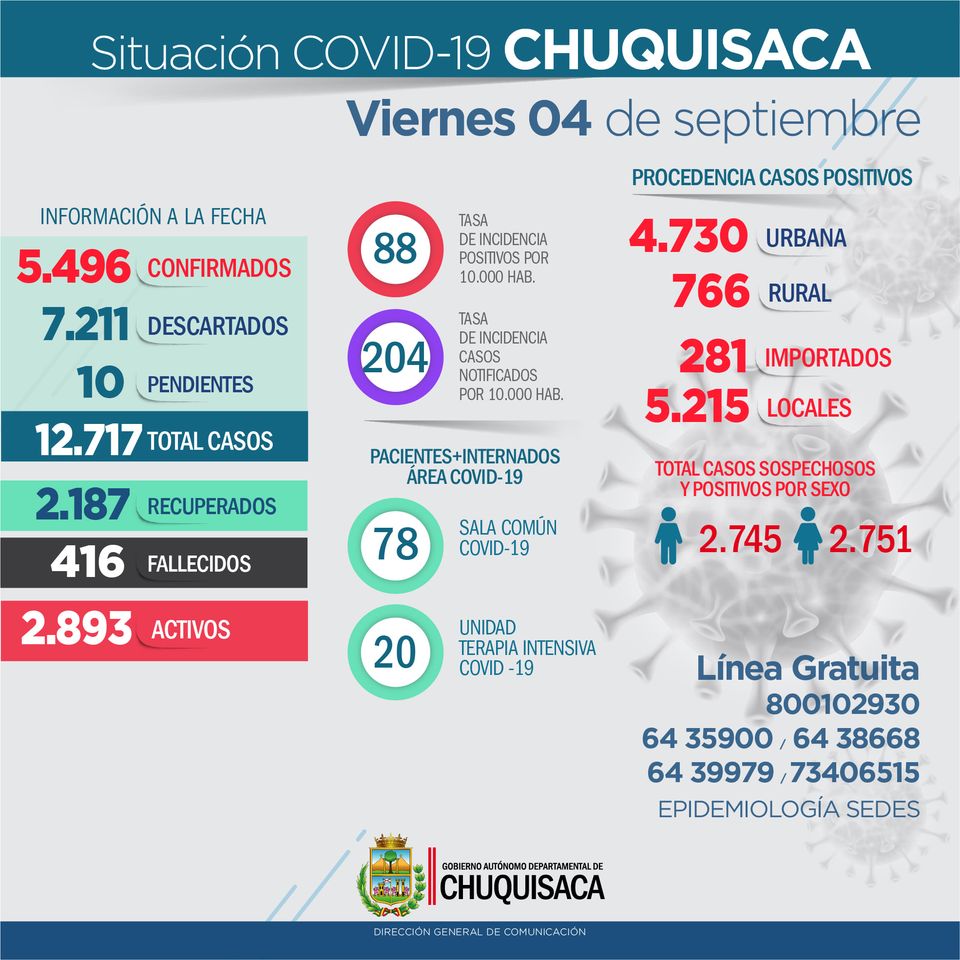 Situación COVID-19 CHUQUISACA
Viernes 04 de septiembre
INFORMACIÓN A LA FECHA
5.496 CONFIRMADOS
7.211 DESCARTADOS
10 PENDIENTES
12.717 TOTAL CASOS
2.187 RECUPERADOS
416 FALLECIDOS
2.893 ACTIVOS
88
TASA
DE INCIDENCIA
POSITIVOS POR
10.000 HAB.
204
TASA
DE INCIDENCIA
CASOS
NOTIFICADOS
POR 10.000 HAB.
PACIENTES+INTERNADOS
ÁREA COVID-19
78
SALA COMÚN
COVID-19
20
UNIDAD
TERAPIA INTENSIVA
COVID -19
PROCEDENCIA CASOS POSITIVOS
4.730 URBANA
766 RURAL
281 IMPORTADOS
5.215 LOCALES
TOTAL CASOS SOSPECHOSOS
Y POSITIVOS POR SEXO
2.745 2.751
Línea Gratuita
800102930
64 35900 / 64 38668
64 39979 / 73406515
EPIDEMIOLOGÍA SEDES
GOBIERNO AUTÓNOMO DEPARTAMENTAL DE
CHUQUISACA
DIRECCIÓN GENERAL DE COMUNICACIÓN